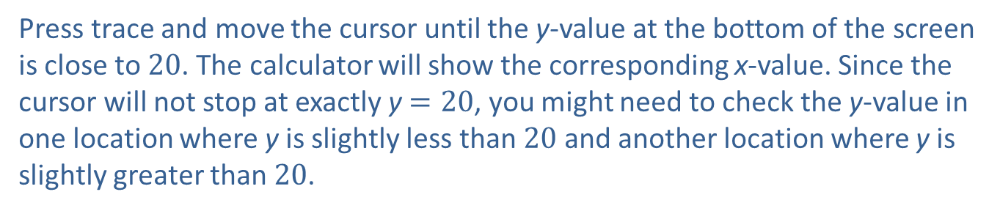 Press trace and move the cursor until the y-value at the bottom of the screen
is close to 20. The calculator will show the corresponding x-value. Since the
cursor will not stop at exactly y = 20, you might need to check the y-value in
one location where y is slightly less than 20 and another location where y is
slightly greater than 20.